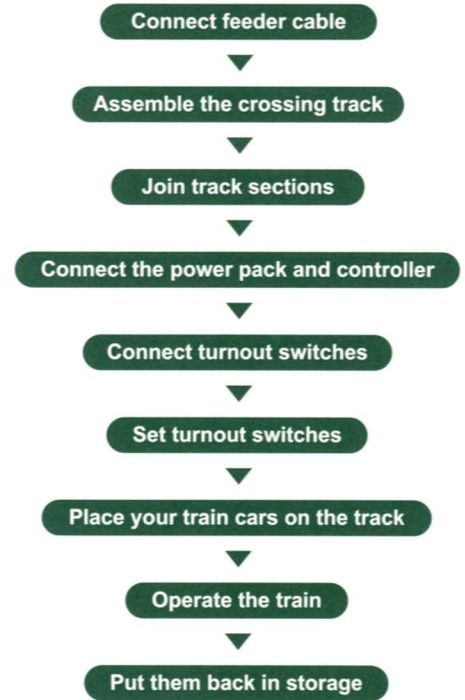 Connect feeder cable
Assemble the crossing track
Join track sections
Connect the power pack and controller
Connect turnout switches
Set turnout switches
Place your train cars on the track
Operate the train
Put them back in storage